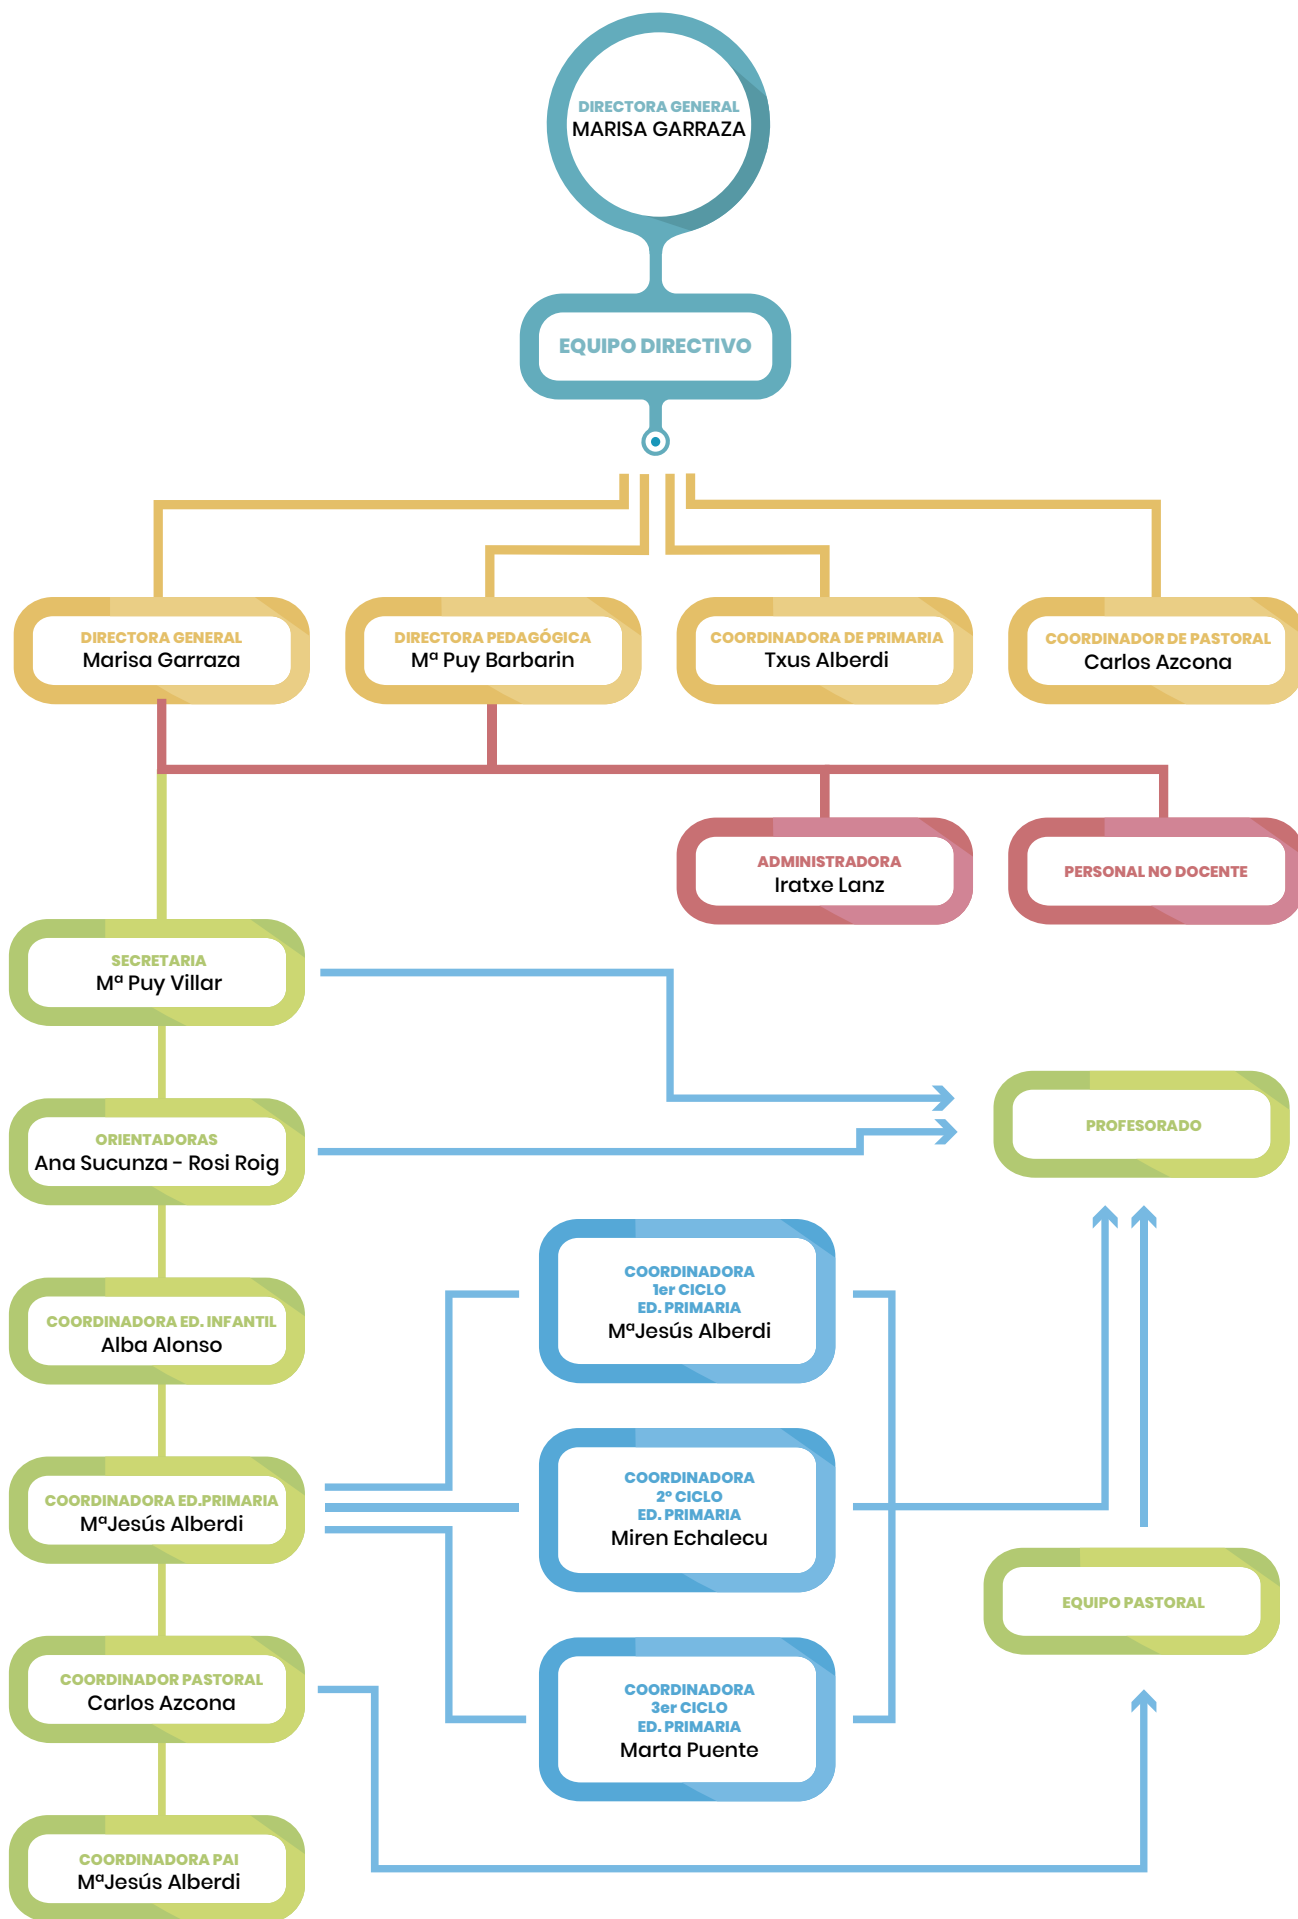 DIRECTORA GENERAL
MARISA GARRAZA
EQUIPO DIRECTIVO
DIRECTORA GENERAL
Marisa Garraza
DIRECTORA PEDAGÓGICA
Mª Puy Barbarin
COORDINADORA DE PRIMARIA
Txus Alberdi
COORDINADOR DE PASTORAL
Carlos Azcona
ADMINISTRADORA
Iratxe Lanz
PERSONAL NO DOCENTE
SECRETARIA
Mª Puy Villar
ORIENTADORAS
Ana Sucunza - Rosi Roig
PROFESORADO
COORDINADORA ED. INFANTIL
Alba Alonso
COORDINADORA
1er CICLO
ED. PRIMARIA
MªJesús Alberdi
COORDINADORA ED.PRIMARIA
MªJesús Alberdi
COORDINADORA
2º CICLO
ED. PRIMARIA
Miren Echalecu
EQUIPO PASTORAL
COORDINADOR PASTORAL
Carlos Azcona
COORDINADORA
3er CICLO
ED. PRIMARIA
Marta Puente
COORDINADORA PAI
MªJesús Alberdi